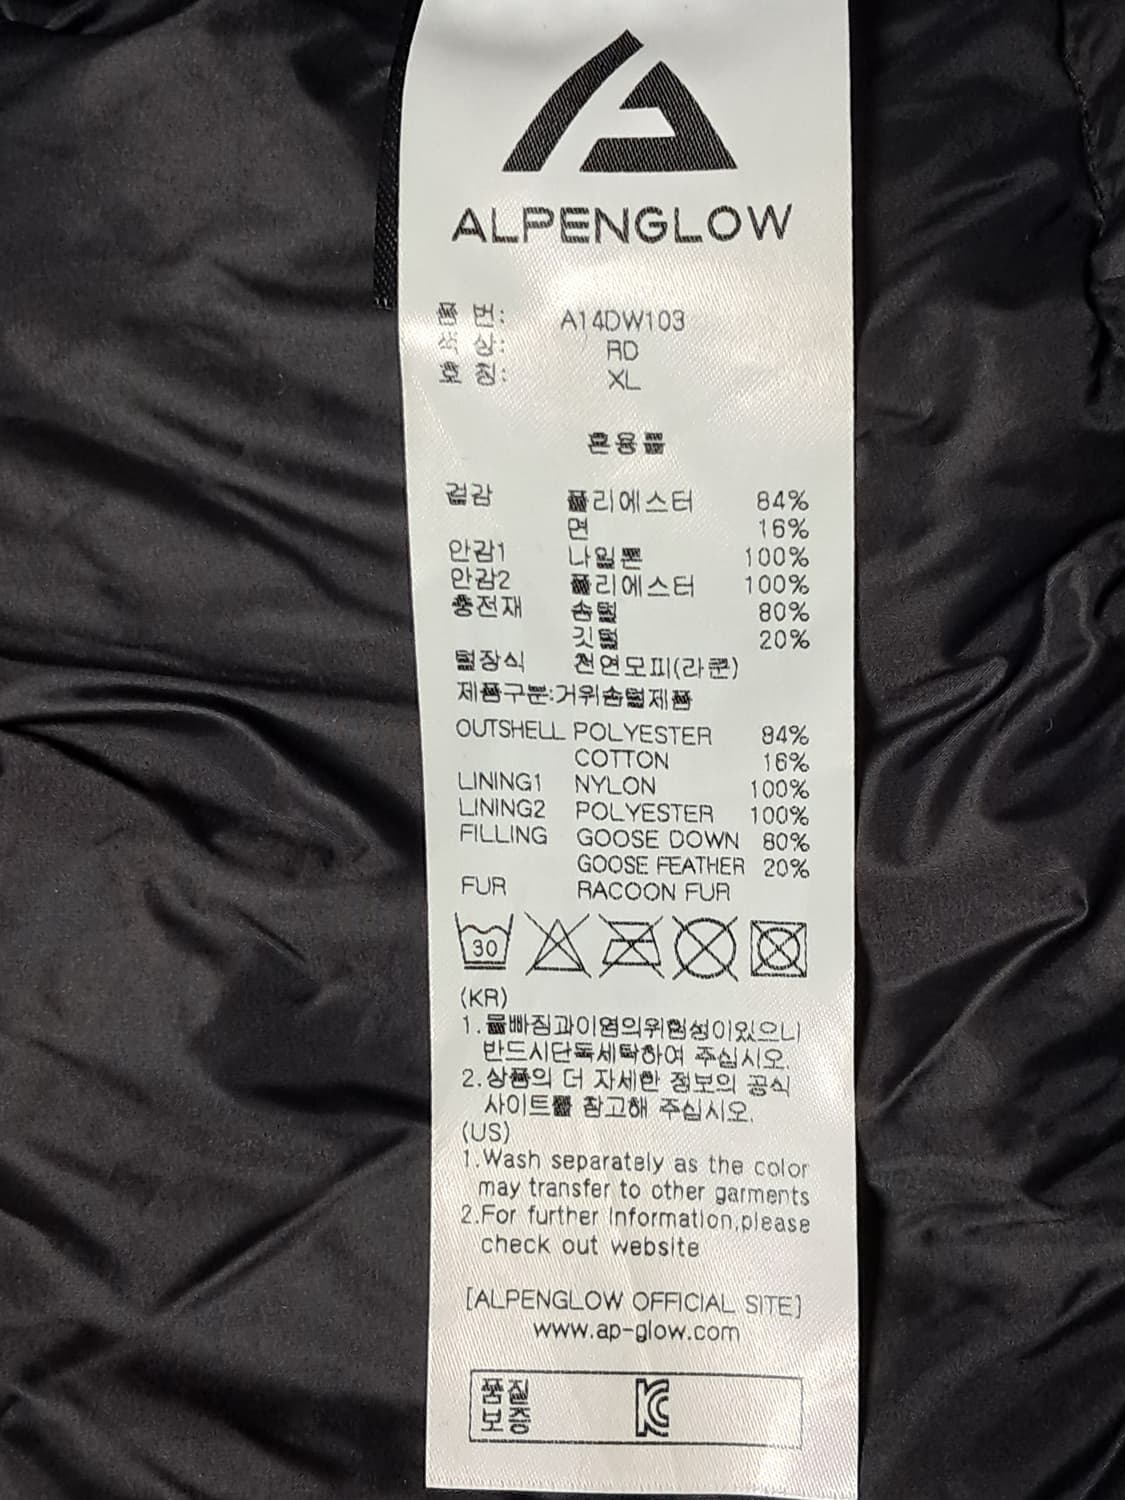 ALPENGLOW
품 번: A14DW103
색 상: RD
호 칭: XL
혼용률
겉감 폴리에스터 84%
면 16%
안감1 나일론 100%
안감2 폴리에스터 100%
충전재 솜털 80%
깃털 20%
털장식 천연모피(라쿤)
제품구분:거위솜털제품
OUTSHELL POLYESTER 84%
COTTON 16%
LINING1 NYLON 100%
LINING2 POLYESTER 100%
FILLING GOOSE DOWN 80%
GOOSE FEATHER 20%
FUR RACOON FUR
30
(KR)
1.물빠짐과이염의위험성이있으니
반드시단독세탁하여 주십시오.
2.상품의 더 자세한 정보의 공식
사이트를 참고해 주십시오.
(US)
1.Wash separately as the color
may transfer to other garments
2.For further Information,please
check out website
[ALPENGLOW OFFICIAL SITE]
www.ap-glow.com
품질
보증
KC